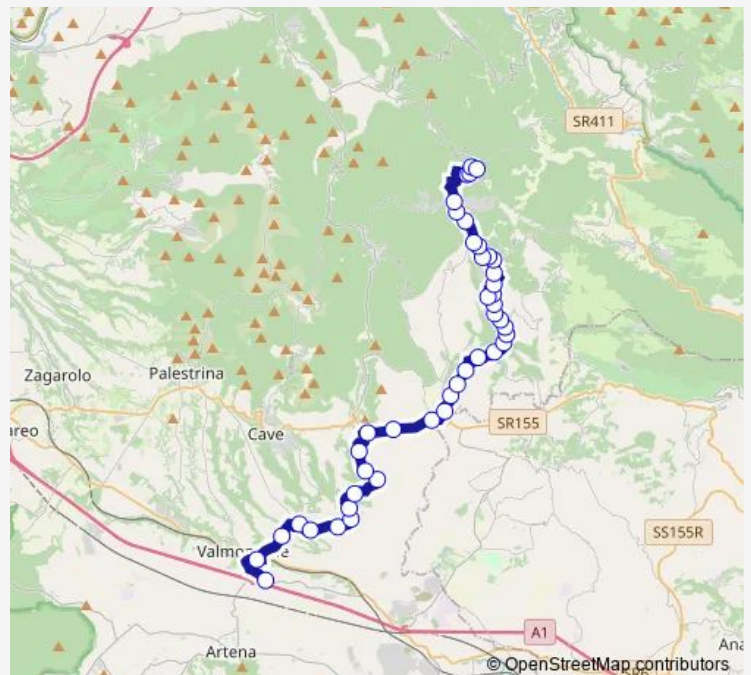 SR411
Zagarolo
Palestrina
SR155
Cave
SS155R
A1
Artena
© OpenStreetMap contributors